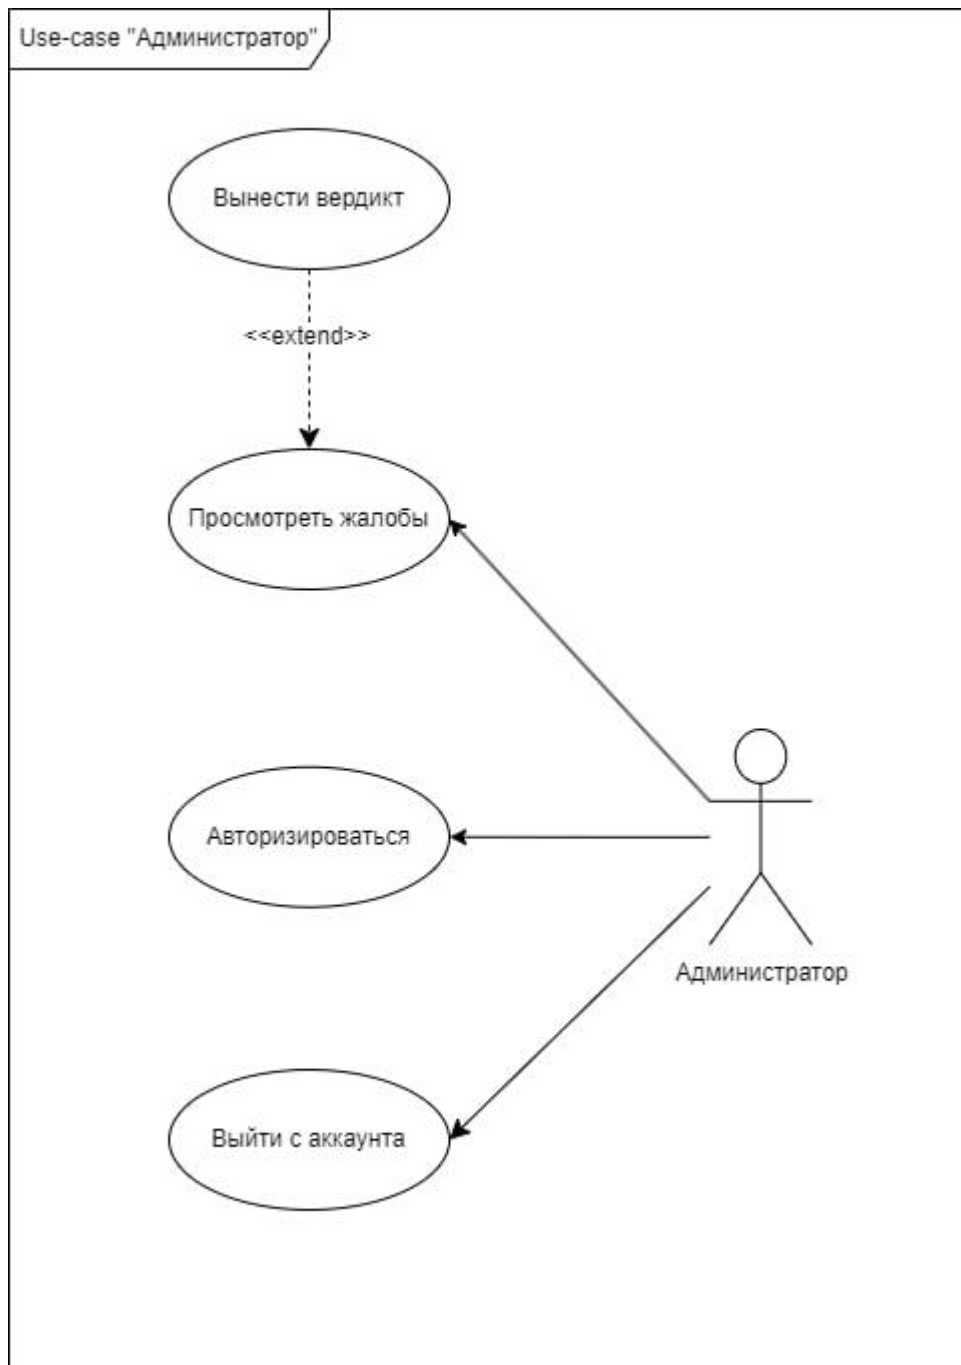 Use-case "Администратор"
Вынести вердикт
<<extend>>
Просмотреть жалобы
Авторизироваться
Администратор
Выйти с аккаунта